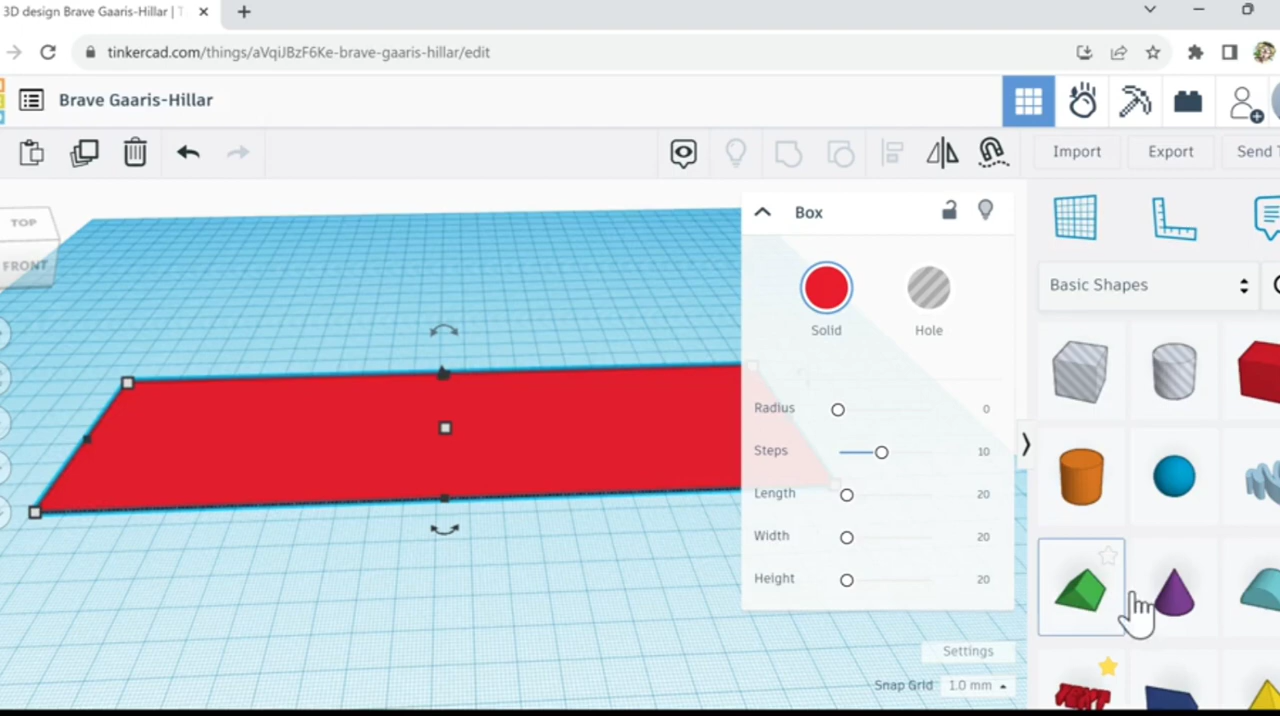 3D design Brave Gaaris-Hillar | T
tinkercad.com/things/aVqiJBzF6Ke-brave-gaaris-hillar/edit
Brave Gaaris-Hillar
Import
Export
Send T
TOP
FRONT
Box
Solid
Hole
Radius 0
Steps 10
Length 20
Width 20
Height 20
Basic Shapes
TEXT
Settings
Snap Grid 1.0 mm